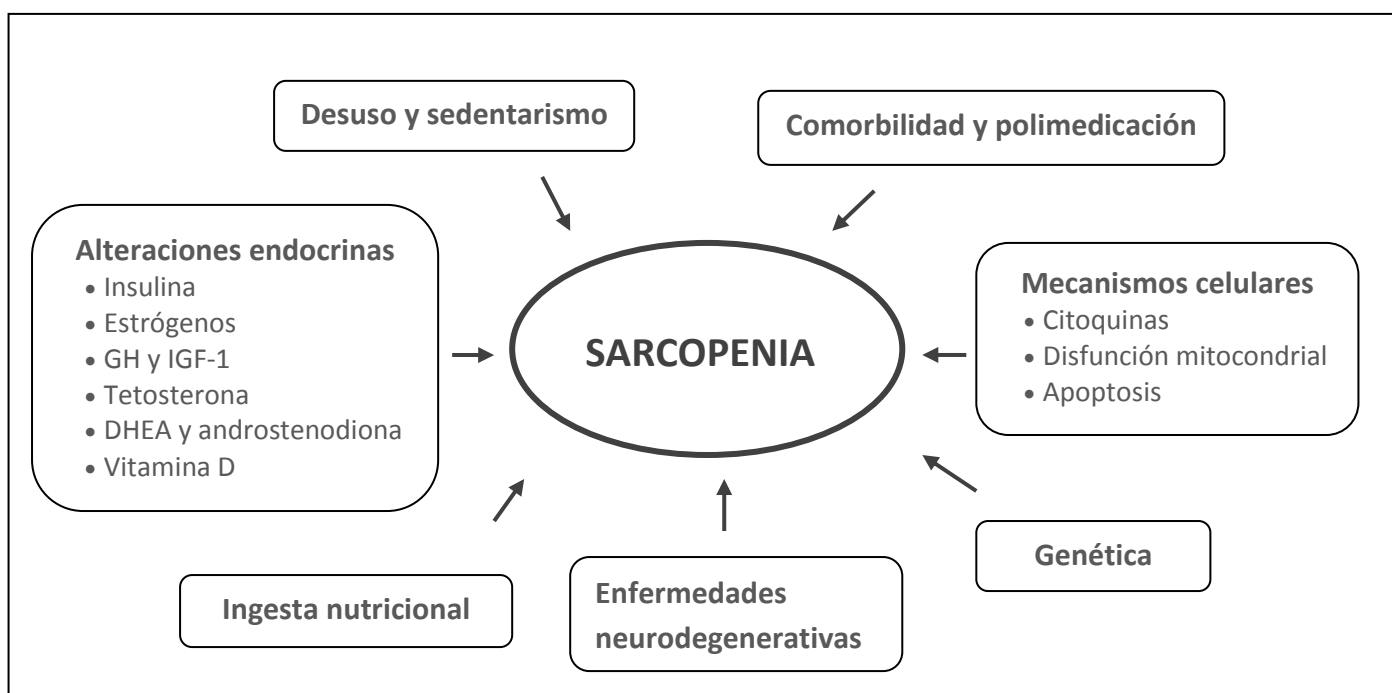 Desuso y sedentarismo
Comorbilidad y polimedicación
Alteraciones endocrinas
• Insulina
• Estrógenos
• GH y IGF-1
• Tetosterona
• DHEA y androstenodiona
• Vitamina D
SARCOPENIA
Mecanismos celulares
• Citoquinas
• Disfunción mitocondrial
• Apoptosis
Ingesta nutricional
Enfermedades
neurodegenerativas
Genética